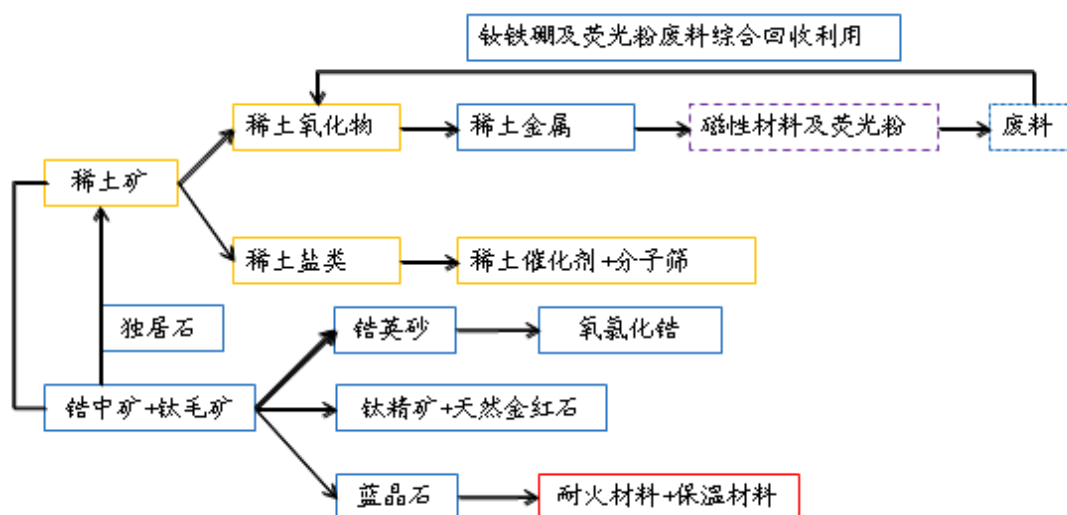 钕铁硼及荧光粉废料综合回收利用
稀土氧化物
稀土金属
磁性材料及荧光粉
废料
稀土矿
稀土盐类
稀土催化剂+分子筛
独居石
锆英砂
氧氯化锆
锆中矿+钛毛矿
钛精矿+天然金红石
蓝晶石
耐火材料+保温材料